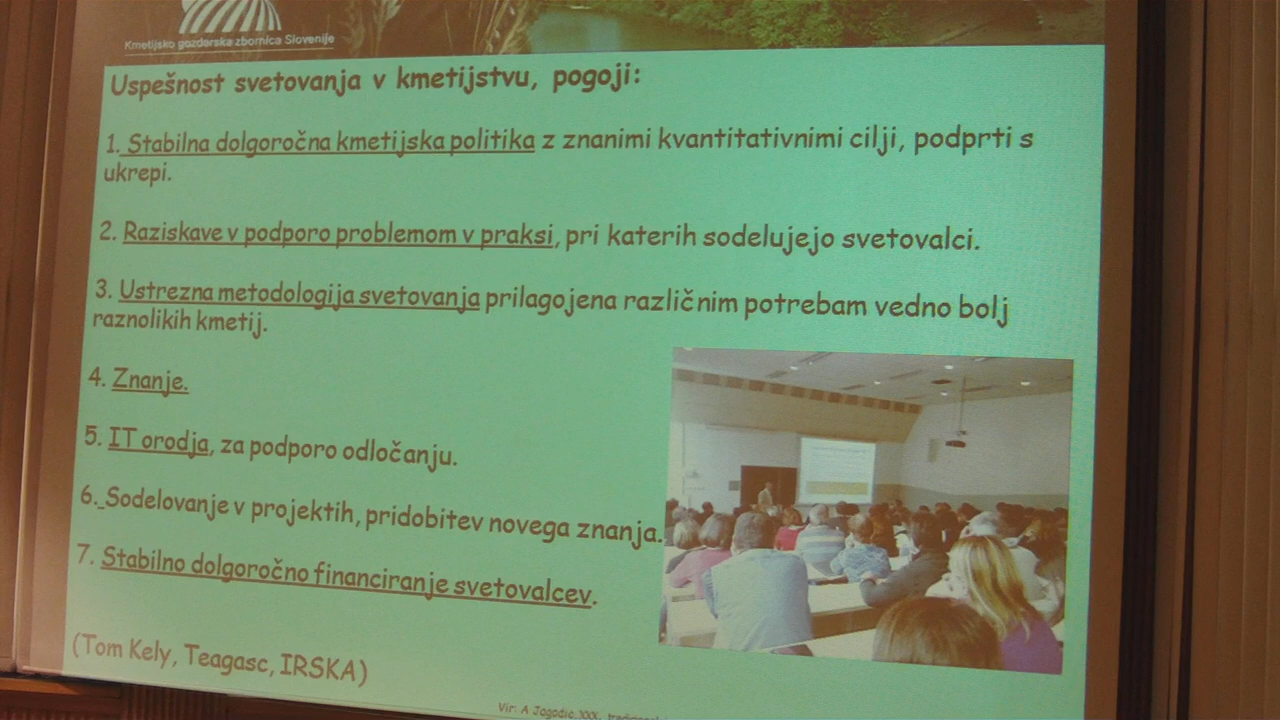 Kmetijsko gozdarska zbornica Slovenije
Uspešnost svetovanja v kmetijstvu, pogoji:
1. Stabilna dolgoročna kmetijska politika z znanimi kvantitativnimi cilji, podprti s
ukrepi.
2. Raziskave v podporo problemom v praksi, pri katerih sodelujejo svetovalci.
3. Ustrezna metodologija svetovanja prilagojena različnim potrebam vedno bolj
raznolikih kmetij.
4. Znanje.
5. IT orodja, za podporo odločanju.
6. Sodelovanje v projektih, pridobitev novega znanja.
7. Stabilno dolgoročno financiranje svetovalcev.
(Tom Kely, Teagasc, IRSKA)
Vir: A Jagodic, XXX.